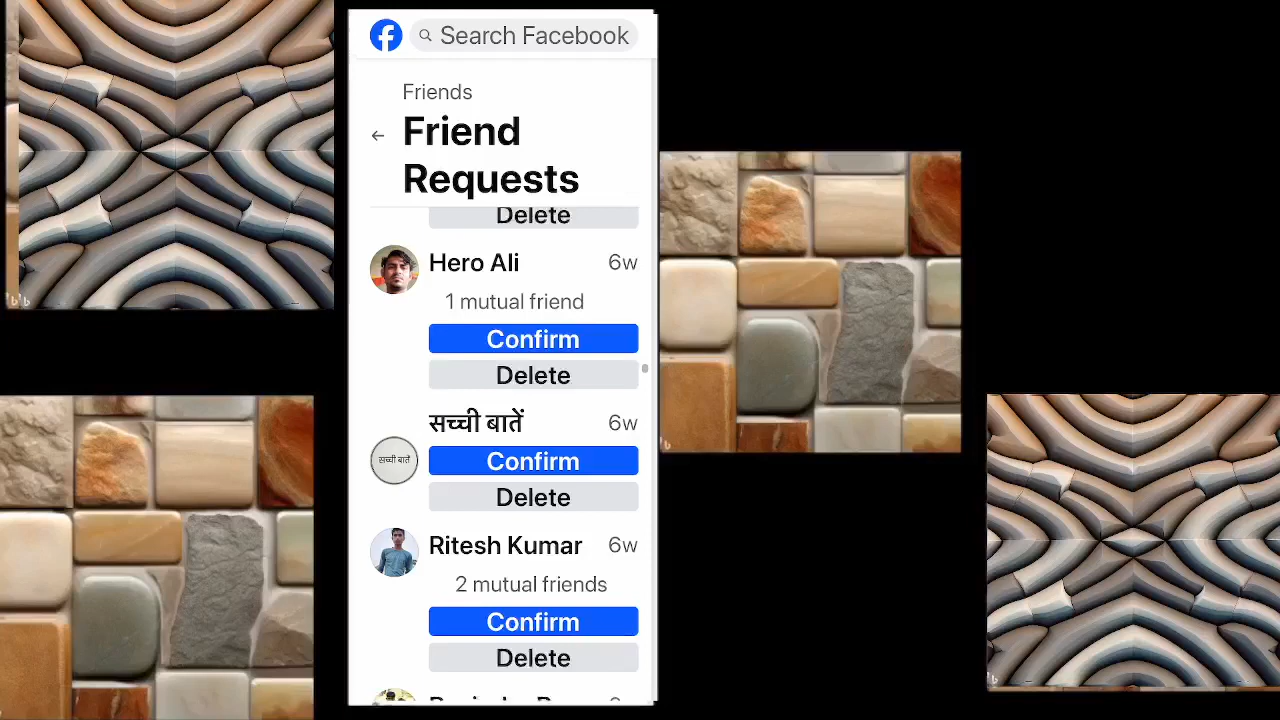 Search Facebook
Friends
Friend
Requests
Delete
Hero Ali 6w
1 mutual friend
Confirm
Delete
सच्ची बातें 6w
सच्ची बातें
Confirm
Delete
Ritesh Kumar 6w
2 mutual friends
Confirm
Delete